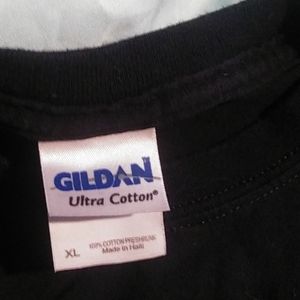 GILDAN
Ultra Cotton®
XL
100% COTTON PRESHRUNK
Made in Haiti